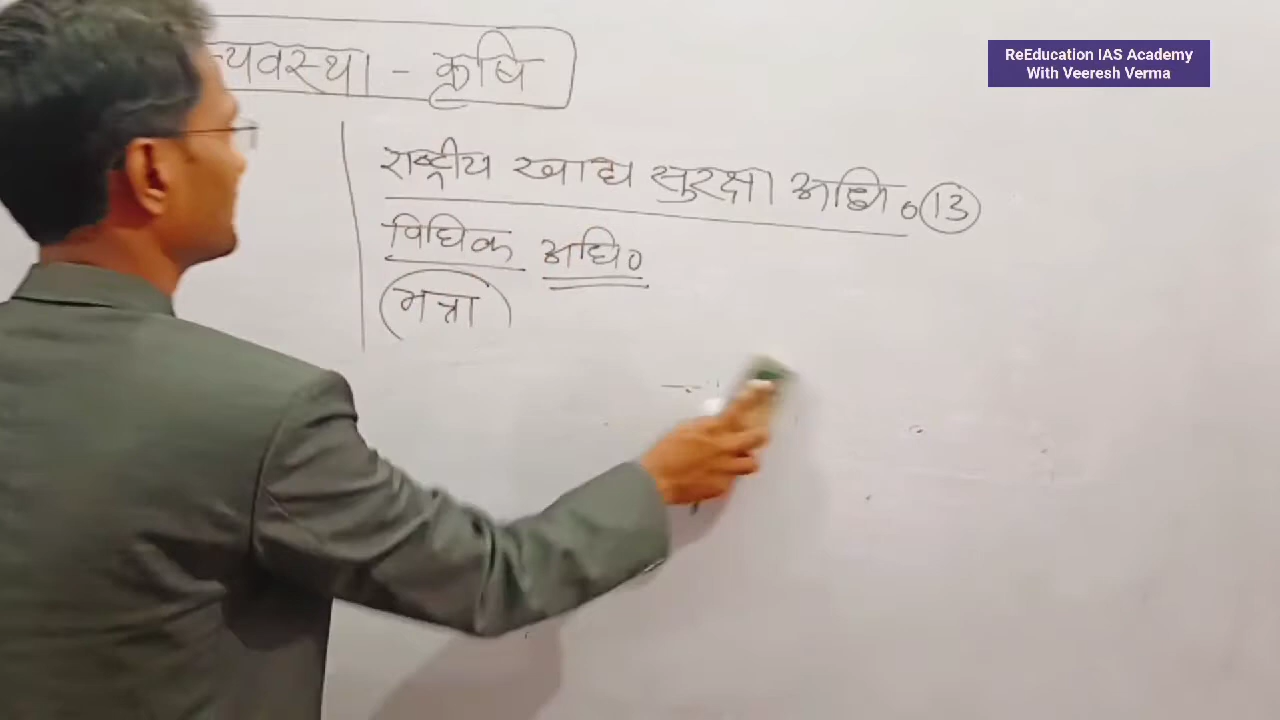 व्यवस्था - कृषि
ReEducation IAS Academy
With Veeresh Verma
राष्ट्रीय खाद्य सुरक्षा अधि० 13
विधिक अधि०
भत्ता